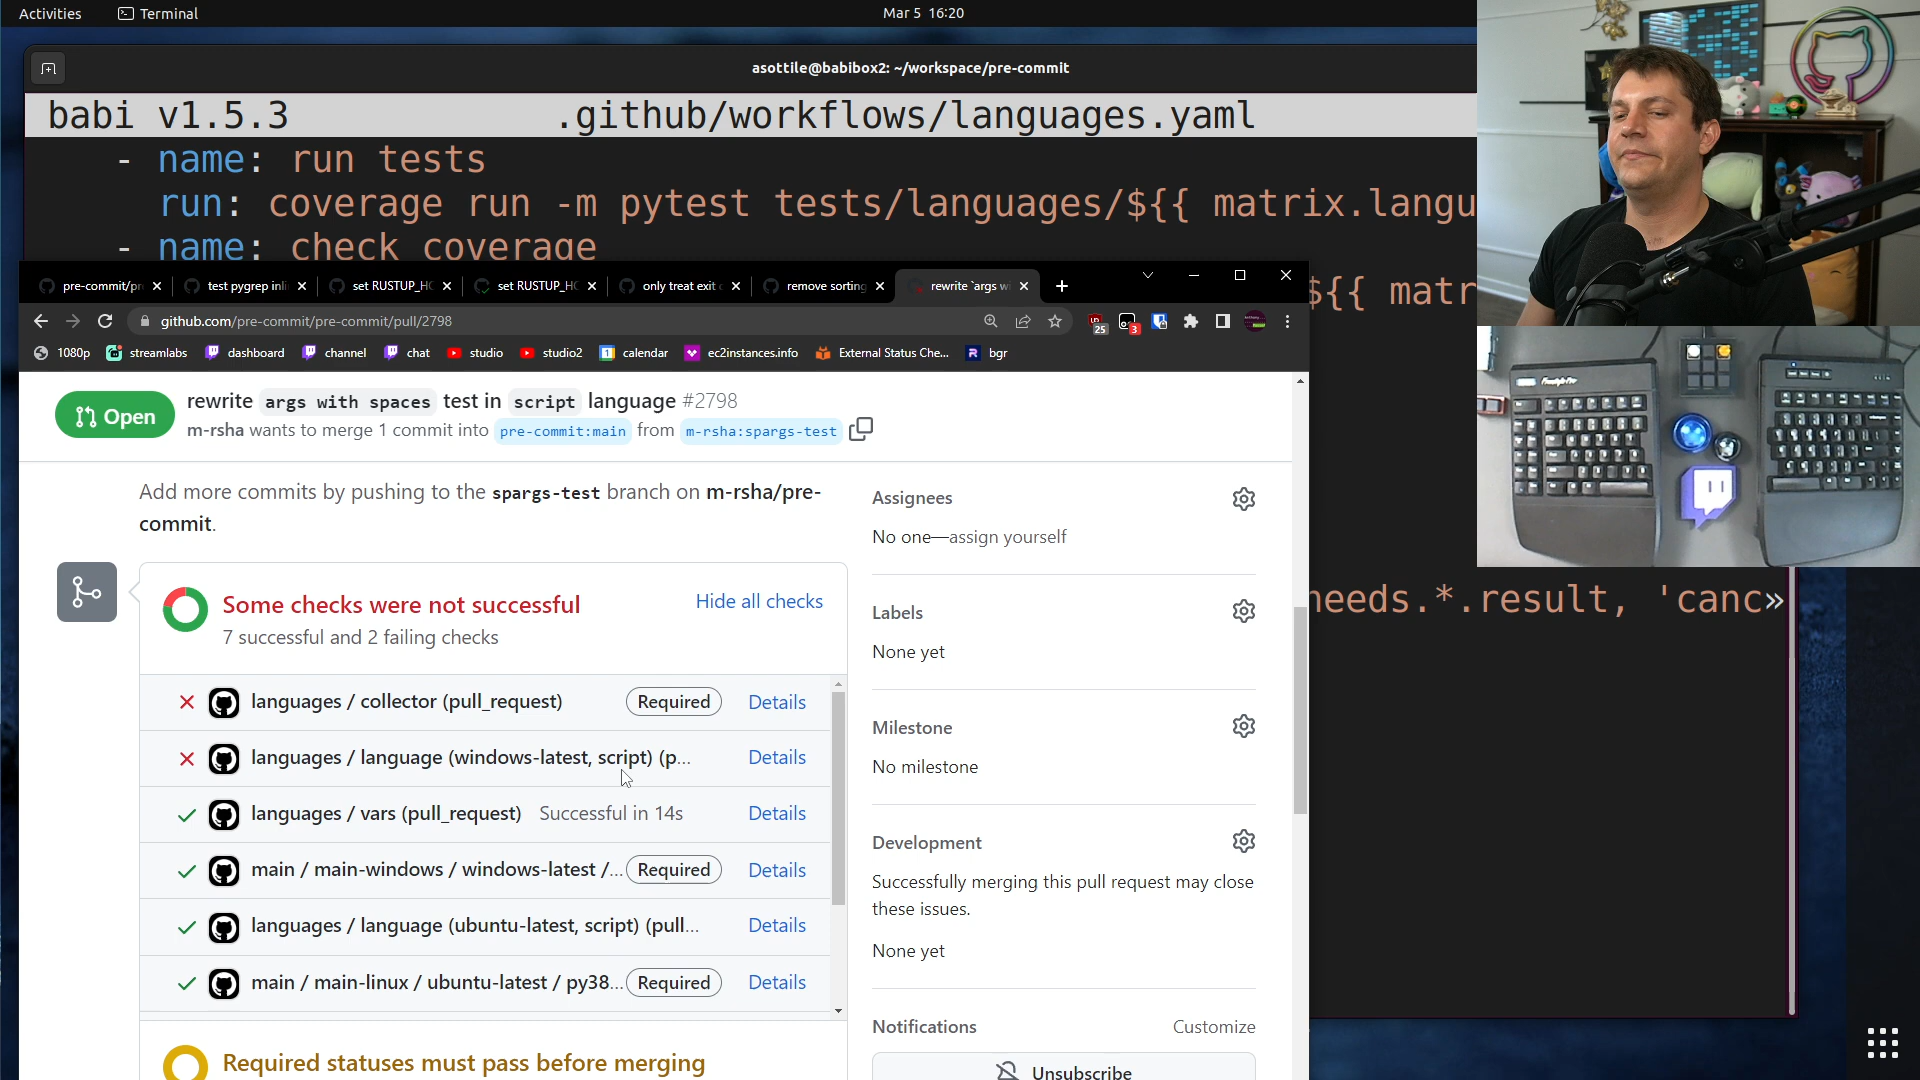 Activities
Terminal
Mar 5 16:20
asottile@babibox2: ~/workspace/pre-commit
babi v1.5.3
.github/workflows/languages.yaml
- name: run tests
run: coverage run -m pytest tests/languages/${{ matrix.langu
- name: check coverage
${{ matr
pre-commit/pr
test pygrep inli
set RUSTUP_HO
set RUSTUP_HO
only treat exit c
remove sorting
rewrite `args wi
github.com/pre-commit/pre-commit/pull/2798
25
3
1080p
streamlabs
dashboard
channel
chat
studio
studio2
calendar
ec2instances.info
External Status Che...
bgr
Open
rewrite args with spaces test in script language #2798
m-rsha wants to merge 1 commit into pre-commit:main from m-rsha:spargs-test
Add more commits by pushing to the spargs-test branch on m-rsha/pre-
commit.
Some checks were not successful
7 successful and 2 failing checks
Hide all checks
languages / collector (pull_request)
Required
Details
languages / language (windows-latest, script) (p...
Details
languages / vars (pull_request) Successful in 14s
Details
main / main-windows / windows-latest /...
Required
Details
languages / language (ubuntu-latest, script) (pull...
Details
main / main-linux / ubuntu-latest / py38...
Required
Details
Required statuses must pass before merging
Assignees
No one—assign yourself
Labels
None yet
Milestone
No milestone
Development
Successfully merging this pull request may close
these issues.
None yet
Notifications
Customize
Unsubscribe
needs.*.result, 'canc»